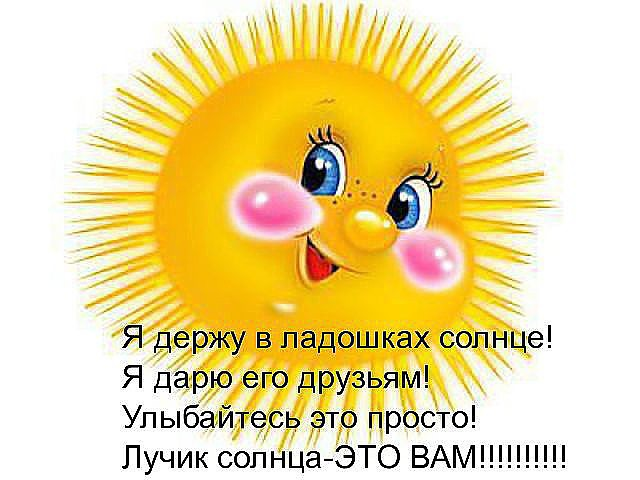 Я держу в ладошках солнце!
Я дарю его друзьям!
Улыбайтесь это просто!
Лучик солнца-ЭТО ВАМ!!!!!!!!!!